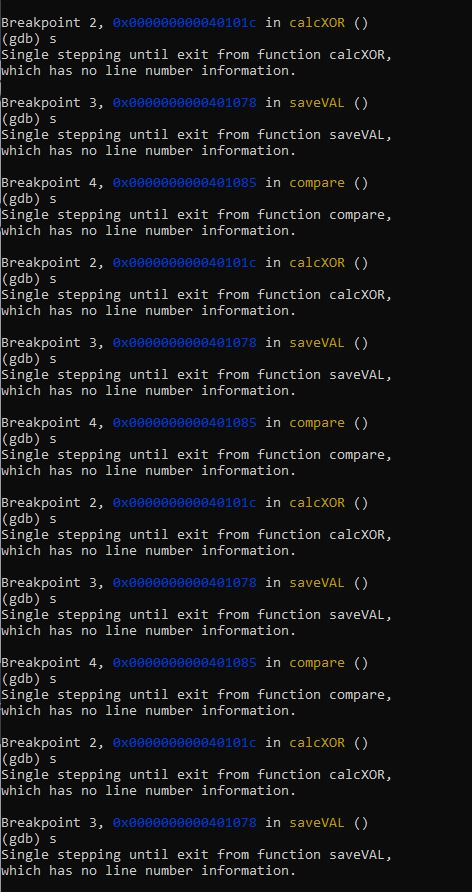 Breakpoint 2, 0x000000000040101c in calcXOR ()
(gdb) s
Single stepping until exit from function calcXOR,
which has no line number information.
Breakpoint 3, 0x0000000000401078 in saveVAL ()
(gdb) s
Single stepping until exit from function saveVAL,
which has no line number information.
Breakpoint 4, 0x0000000000401085 in compare ()
(gdb) s
Single stepping until exit from function compare,
which has no line number information.
Breakpoint 2, 0x000000000040101c in calcXOR ()
(gdb) s
Single stepping until exit from function calcXOR,
which has no line number information.
Breakpoint 3, 0x0000000000401078 in saveVAL ()
(gdb) s
Single stepping until exit from function saveVAL,
which has no line number information.
Breakpoint 4, 0x0000000000401085 in compare ()
(gdb) s
Single stepping until exit from function compare,
which has no line number information.
Breakpoint 2, 0x000000000040101c in calcXOR ()
(gdb) s
Single stepping until exit from function calcXOR,
which has no line number information.
Breakpoint 3, 0x0000000000401078 in saveVAL ()
(gdb) s
Single stepping until exit from function saveVAL,
which has no line number information.
Breakpoint 4, 0x0000000000401085 in compare ()
(gdb) s
Single stepping until exit from function compare,
which has no line number information.
Breakpoint 2, 0x000000000040101c in calcXOR ()
(gdb) s
Single stepping until exit from function calcXOR,
which has no line number information.
Breakpoint 3, 0x0000000000401078 in saveVAL ()
(gdb) s
Single stepping until exit from function saveVAL,
which has no line number information.